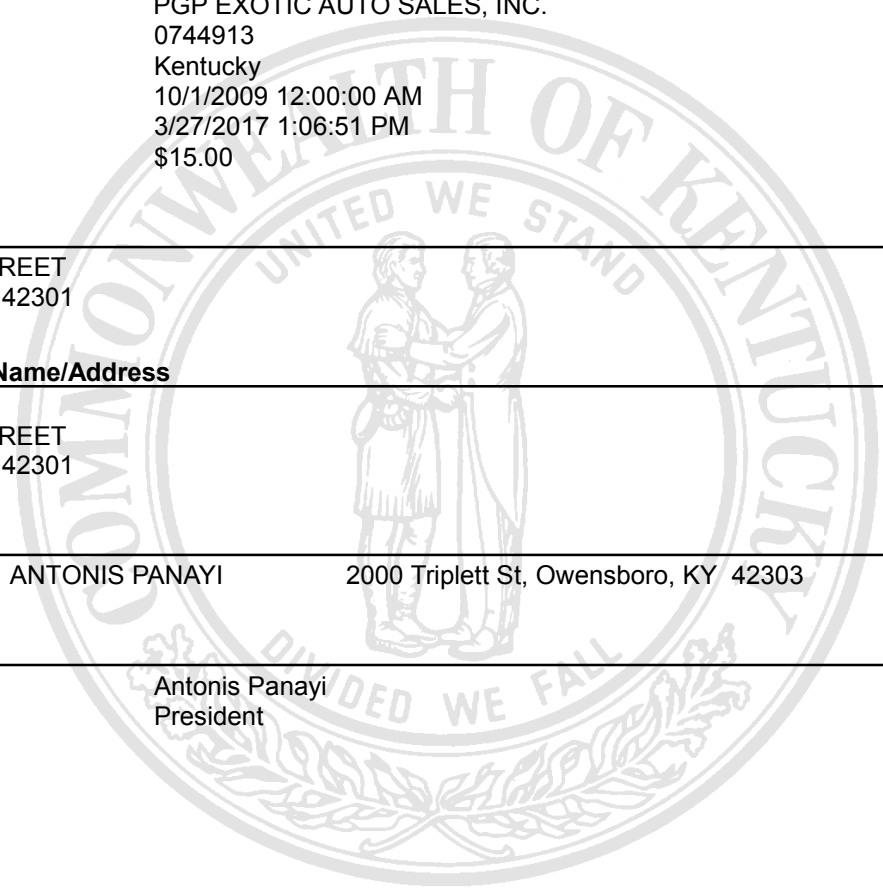 PGP EXOTIC AUTO SALES, INC.
0744913
Kentucky
10/1/2009 12:00:00 AM
3/27/2017 1:06:51 PM
$15.00
COMMONWEALTH OF KENTUCKY
UNITED WE STAND
REET
42301
Name/Address
REET
42301
ANTONIS PANAYI 2000 Triplett St, Owensboro, KY 42303
DIVIDED WE FALL
Antonis Panayi
President